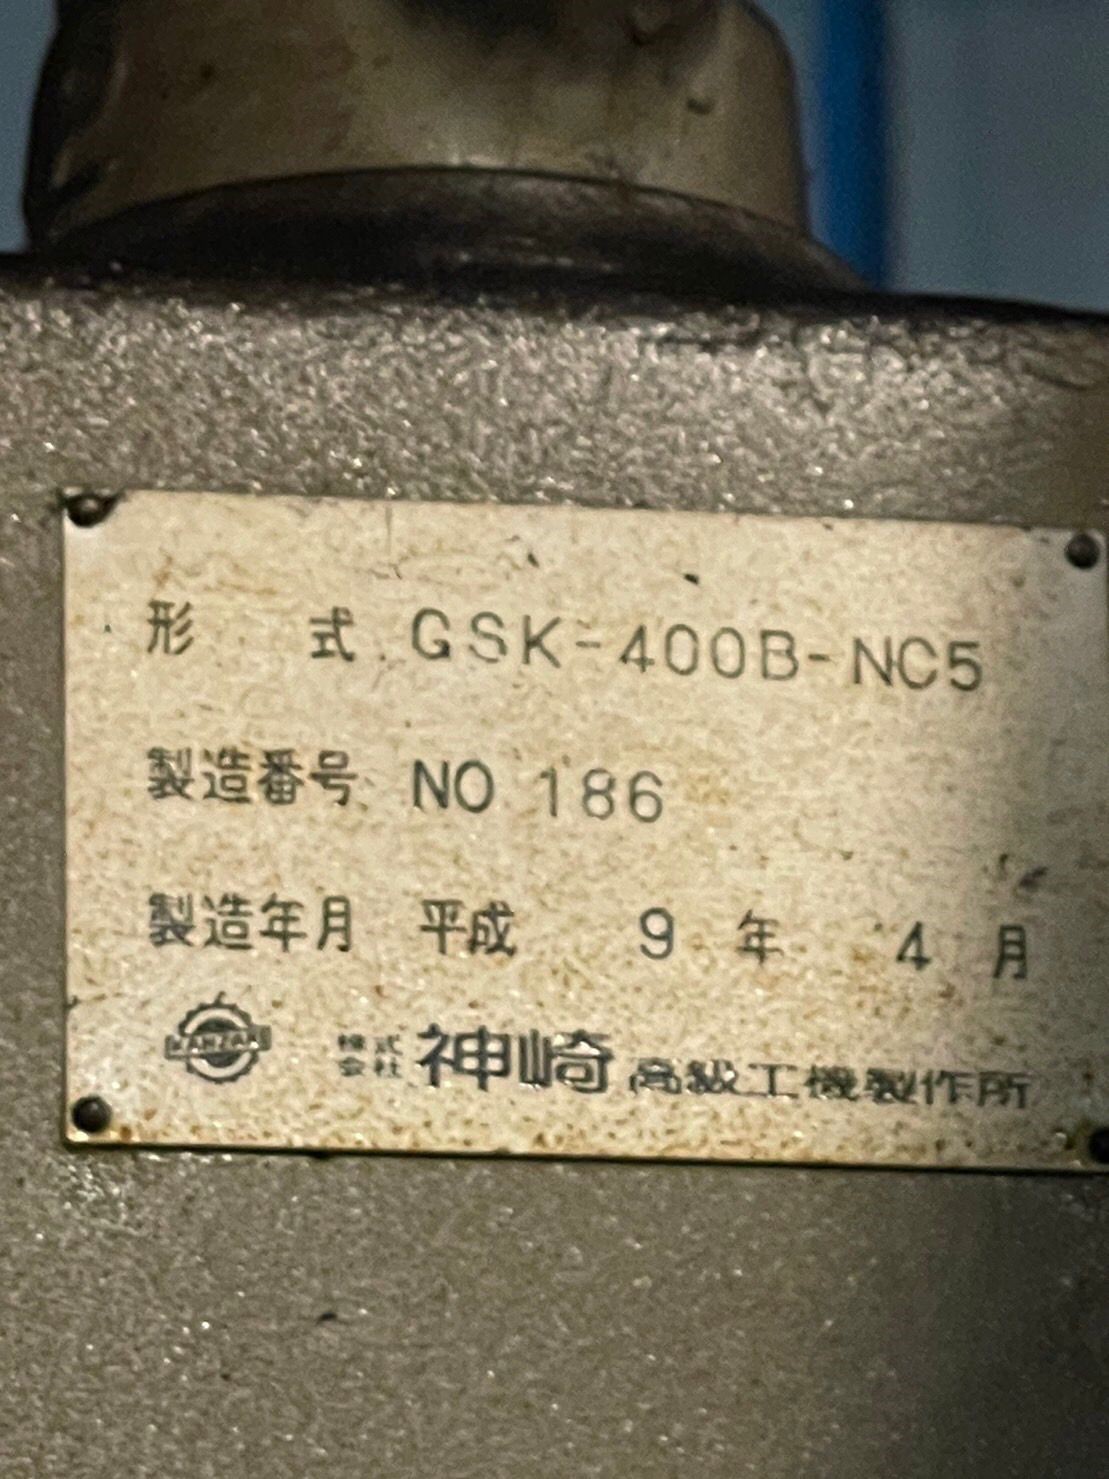 形 式 GSK-400B-NC5
製造番号 NO 186
製造年月 平成 9 年 4 月
KANZAKI 株式会社 神崎高級工機製作所